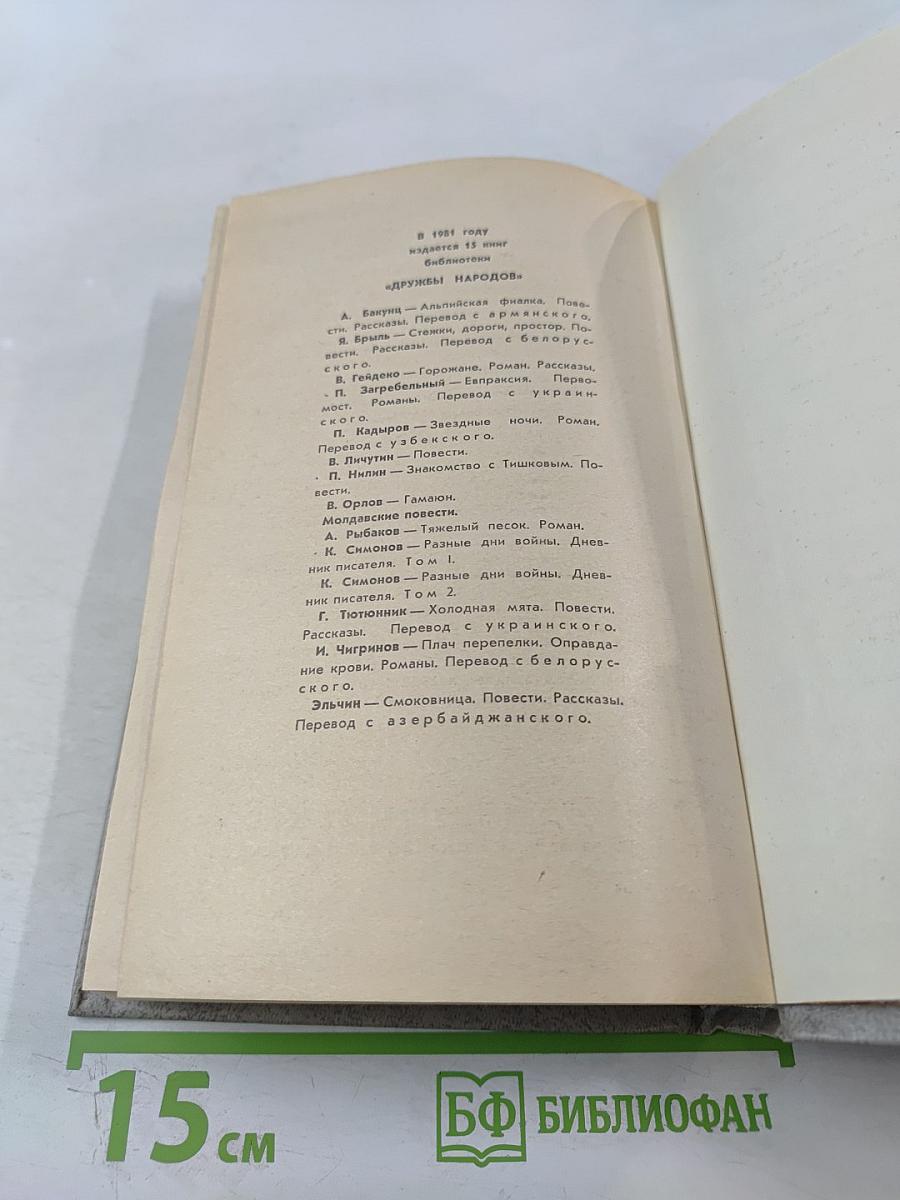 В 1981 году
издается 15 книг
библиотеки
«ДРУЖБЫ НАРОДОВ»
А. Бакунц — Альпийская фиалка. Пове-
сти. Рассказы. Перевод с армянского.
Я. Брыль — Стежки, дороги, простор. По-
вести. Рассказы. Перевод с белорус-
ского.
В. Гейдеко — Горожане. Роман. Рассказы.
П. Загребельный — Евпраксия. Перво-
мост. Романы. Перевод с украин-
ского.
П. Кадыров — Звездные ночи. Роман.
Перевод с узбекского.
В. Личутин — Повести.
П. Нилин — Знакомство с Тишковым. По-
вести.
В. Орлов — Гамаюн.
Молдавские повести.
А. Рыбаков — Тяжелый песок. Роман.
К. Симонов — Разные дни войны. Днев-
ник писателя. Том I.
К. Симонов — Разные дни войны. Днев-
ник писателя. Том 2.
Г. Тютюнник — Холодная мята. Повести.
Рассказы. Перевод с украинского.
И. Чигринов — Плач перепелки. Оправда-
ние крови. Романы. Перевод с белорус-
ского.
Эльчин — Смоковница. Повести. Рассказы.
Перевод с азербайджанского.
15 см
БФ БИБЛИОФАН